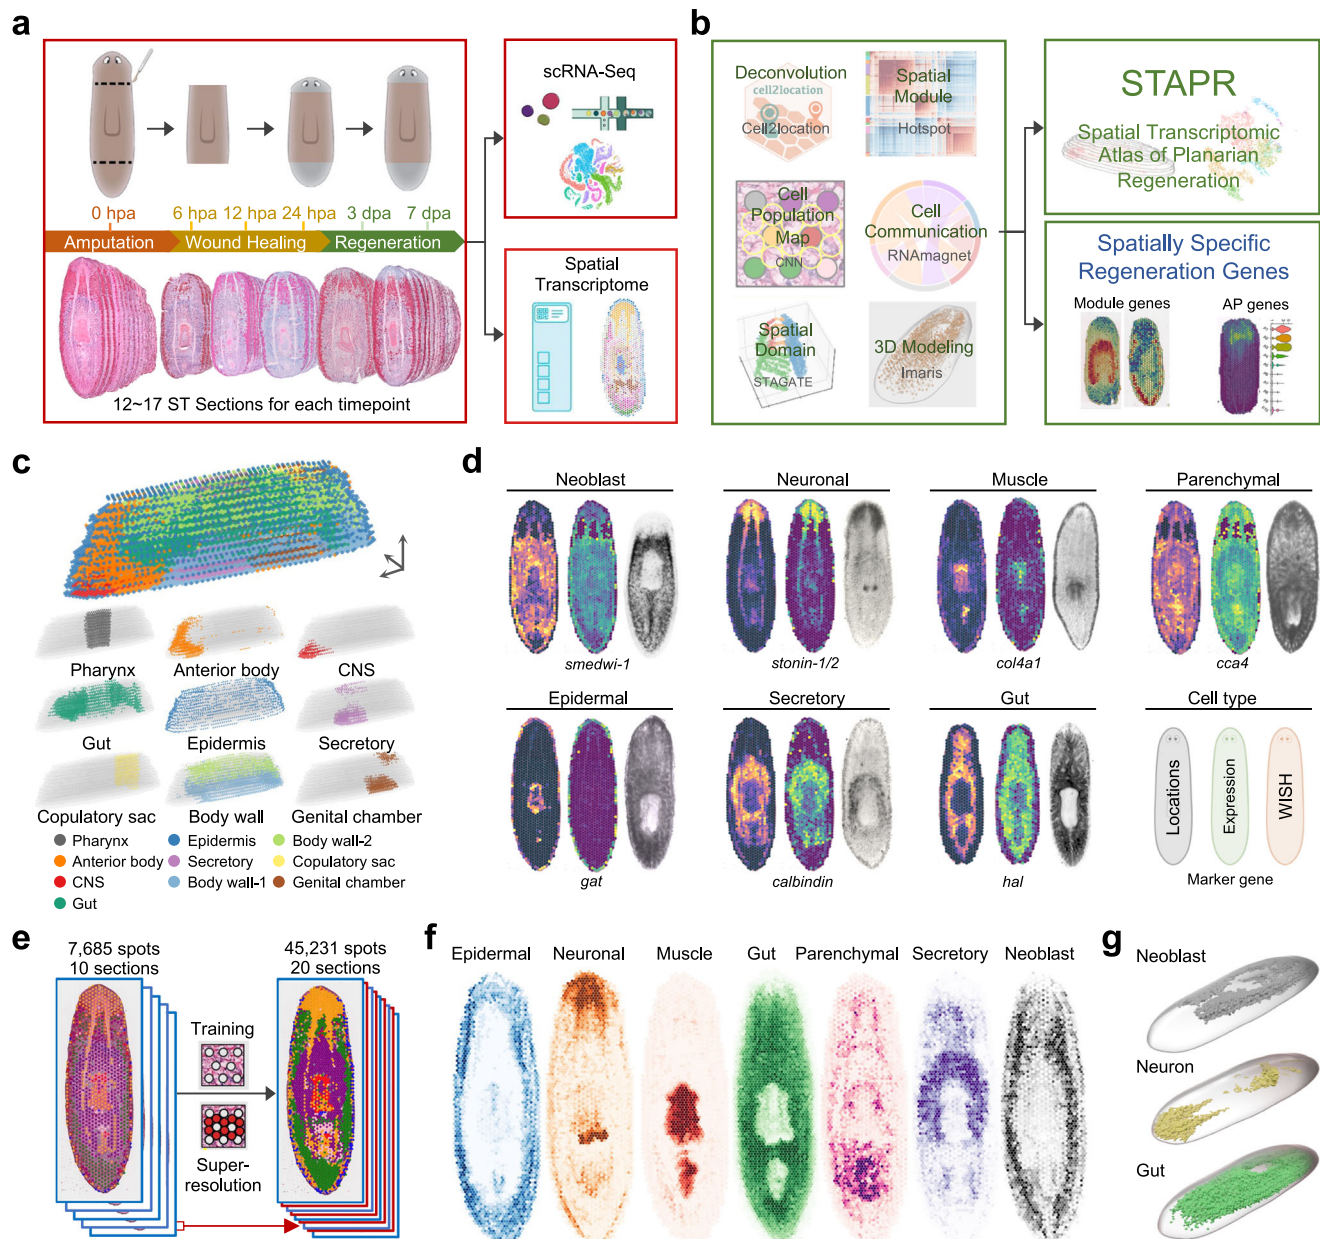 a
scRNA-Seq
0 hpa
6 hpa
12 hpa
24 hpa
3 dpa
7 dpa
Amputation
Wound Healing
Regeneration
12~17 ST Sections for each timepoint
Spatial
Transcriptome
b
Deconvolution
cell2location
Cell2location
Spatial
Module
Hotspot
Cell
Population
Map
CNN
Cell
Communication
RNAmagnet
Spatial
Domain
STAGATE
3D Modeling
Imaris
STAPR
Spatial Transcriptomic
Atlas of Planarian
Regeneration
Spatially Specific
Regeneration Genes
Module genes
AP genes
c
Pharynx
Anterior body
CNS
Gut
Epidermis
Secretory
Copulatory sac
Body wall
Genital chamber
Pharynx
Epidermis
Body wall-2
Anterior body
Secretory
Copulatory sac
CNS
Body wall-1
Genital chamber
Gut
d
Neoblast
Neuronal
Muscle
Parenchymal
smedwi-1
stonin-1/2
col4a1
cca4
Epidermal
Secretory
Gut
Cell type
Locations
Expression
WISH
gat
calbindin
hal
Marker gene
e
7,685 spots
10 sections
45,231 spots
20 sections
Training
Super-
resolution
f
Epidermal
Neuronal
Muscle
Gut
Parenchymal
Secretory
Neoblast
g
Neoblast
Neuron
Gut